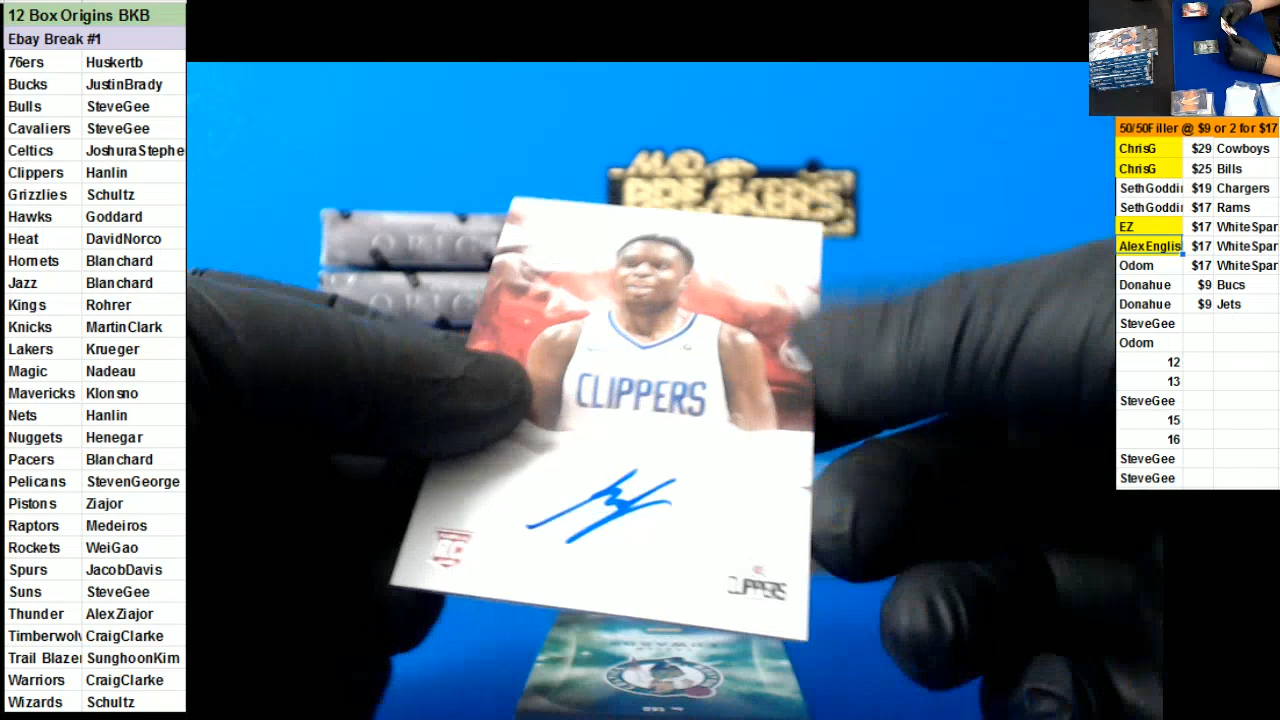 12 Box Origins BKB
Ebay Break #1
76ers Huskertb
Bucks JustinBrady
Bulls SteveGee
Cavaliers SteveGee
Celtics JoshuraStephe
Clippers Hanlin
Grizzlies Schultz
Hawks Goddard
Heat DavidNorco
Hornets Blanchard
Jazz Blanchard
Kings Rohrer
Knicks MartinClark
Lakers Krueger
Magic Nadeau
Mavericks Klonsno
Nets Hanlin
Nuggets Henegar
Pacers Blanchard
Pelicans StevenGeorge
Pistons Ziajor
Raptors Medeiros
Rockets WeiGao
Spurs JacobDavis
Suns SteveGee
Thunder AlexZiajor
Timberwolv CraigClarke
Trail Blazer SunghoonKim
Warriors CraigClarke
Wizards Schultz
BREAKERS
ORIGI
ORIGI
CLIPPERS
RC
CLIPPERS
50/50Filler @ $9 or 2 for $17
ChrisG $29 Cowboys
ChrisG $25 Bills
SethGoddi $19 Chargers
SethGoddi $17 Rams
EZ $17 WhiteSpar
AlexEnglis $17 WhiteSpar
Odom $17 WhiteSpar
Donahue $9 Bucs
Donahue $9 Jets
SteveGee
Odom
12
13
SteveGee
15
16
SteveGee
SteveGee